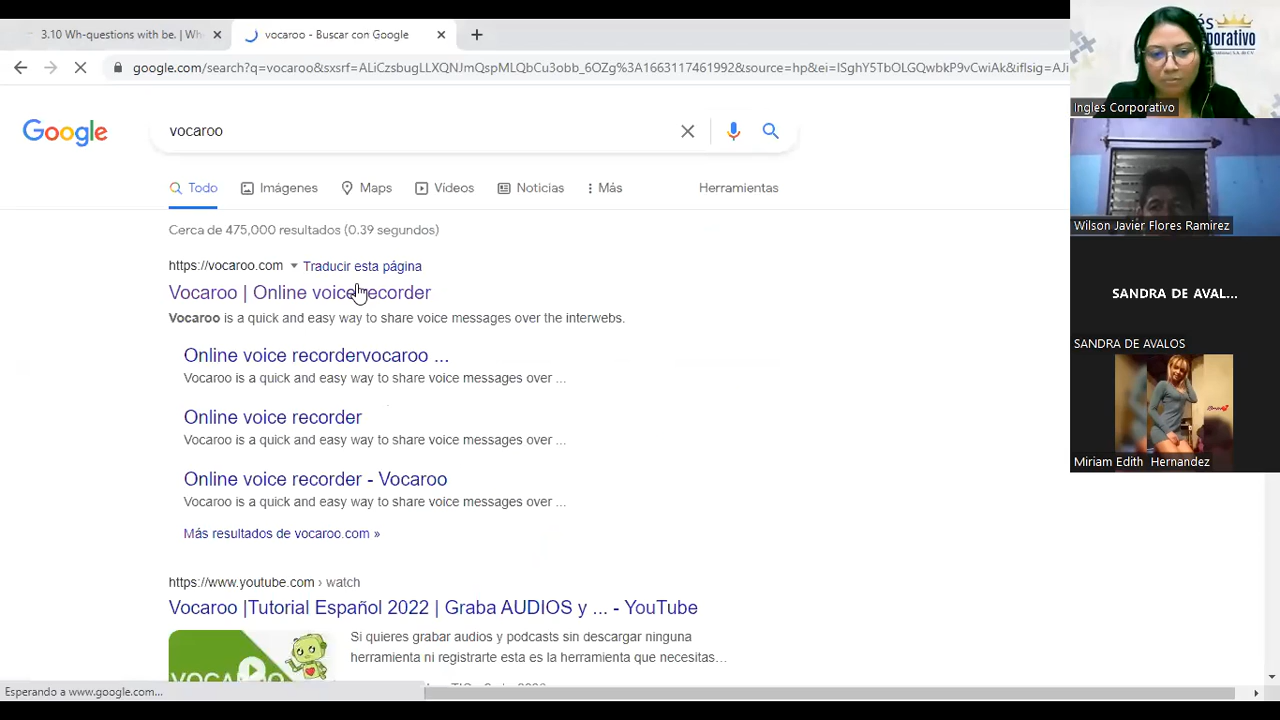 3.10 Wh-questions with be. | Wh
vocaroo - Buscar con Google
google.com/search?q=vocaroo&sxsrf=ALiCzsbugLLXQNJmQspMzQbCu3obb_6OZg%3A1663117461992&source=hp&ei=ISghY5TbOLGQwbkP9vCwiAk&iflsig=AJi
Google
vocaroo
Todo
Imágenes
Maps
Videos
Noticias
Más
Herramientas
Cerca de 475,000 resultados (0.39 segundos)
https://vocaroo.com Traducir esta página
Vocaroo | Online voice recorder
Vocaroo is a quick and easy way to share voice messages over the interwebs.
Online voice recordervocaroo ...
Vocaroo is a quick and easy way to share voice messages over ...
Online voice recorder
Vocaroo is a quick and easy way to share voice messages over ...
Online voice recorder - Vocaroo
Vocaroo is a quick and easy way to share voice messages over ...
Más resultados de vocaroo.com »
https://www.youtube.com › watch
Vocaroo |Tutorial Español 2022 | Graba AUDIOS y ... - YouTube
Si quieres grabar audios y podcasts sin descargar ninguna
herramienta ni registrarte esta es la herramienta que necesitas…
VOCAROO
Esperando a www.google.com...
Ingles Corporativo
Wilson Javier Flores Ramirez
SANDRA DE AVAL...
SANDRA DE AVALOS
Miriam Edith Hernandez